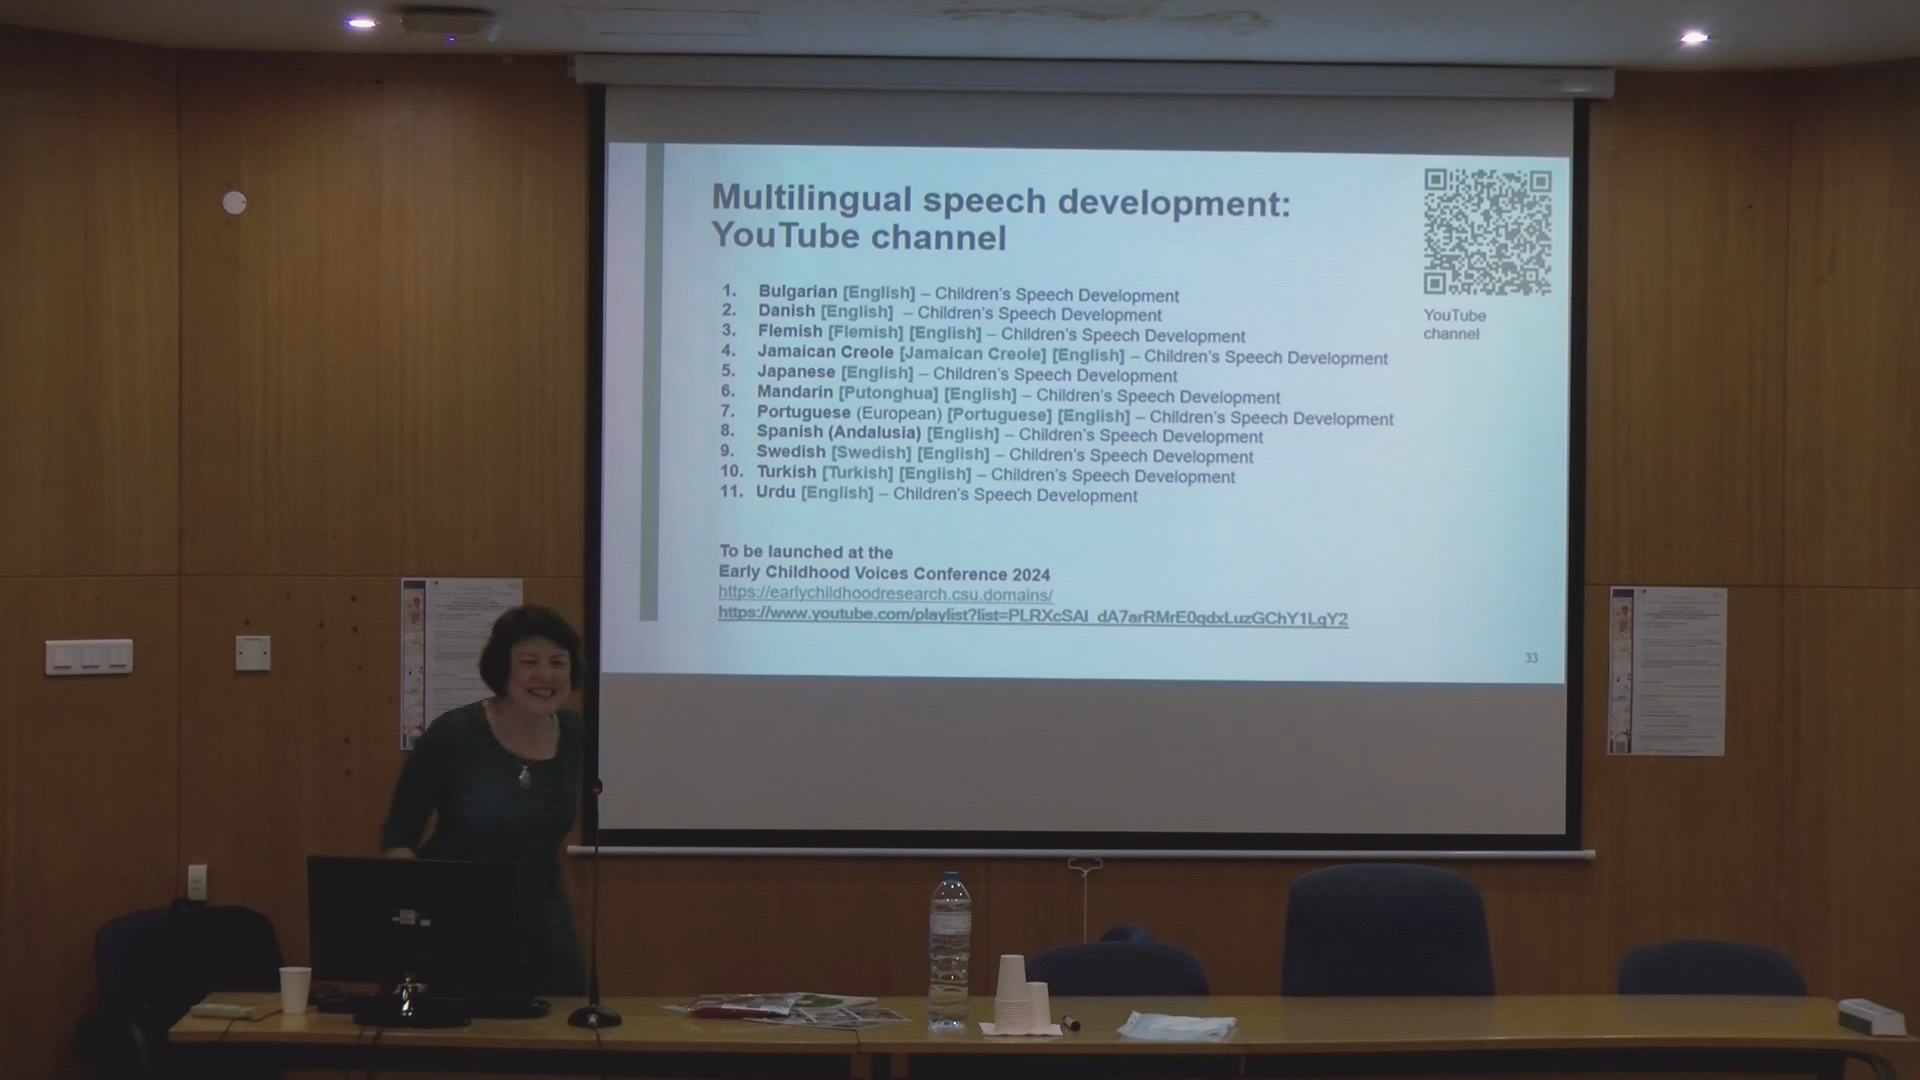 Multilingual speech development:
YouTube channel
1. Bulgarian [English] – Children's Speech Development
2. Danish [English] – Children's Speech Development
3. Flemish [Flemish] [English] – Children's Speech Development
4. Jamaican Creole [Jamaican Creole] [English] – Children's Speech Development
5. Japanese [English] – Children's Speech Development
6. Mandarin [Putonghua] [English] – Children's Speech Development
7. Portuguese (European) [Portuguese] [English] – Children's Speech Development
8. Spanish (Andalusia) [English] – Children's Speech Development
9. Swedish [Swedish] [English] – Children's Speech Development
10. Turkish [Turkish] [English] – Children's Speech Development
11. Urdu [English] – Children's Speech Development
YouTube
channel
To be launched at the
Early Childhood Voices Conference 2024
https://earlychildhoodresearch.csu.domains/
https://www.youtube.com/playlist?list=PLRXcSAI_dA7arRMrE0qdxLuzGChY1LgY2
33